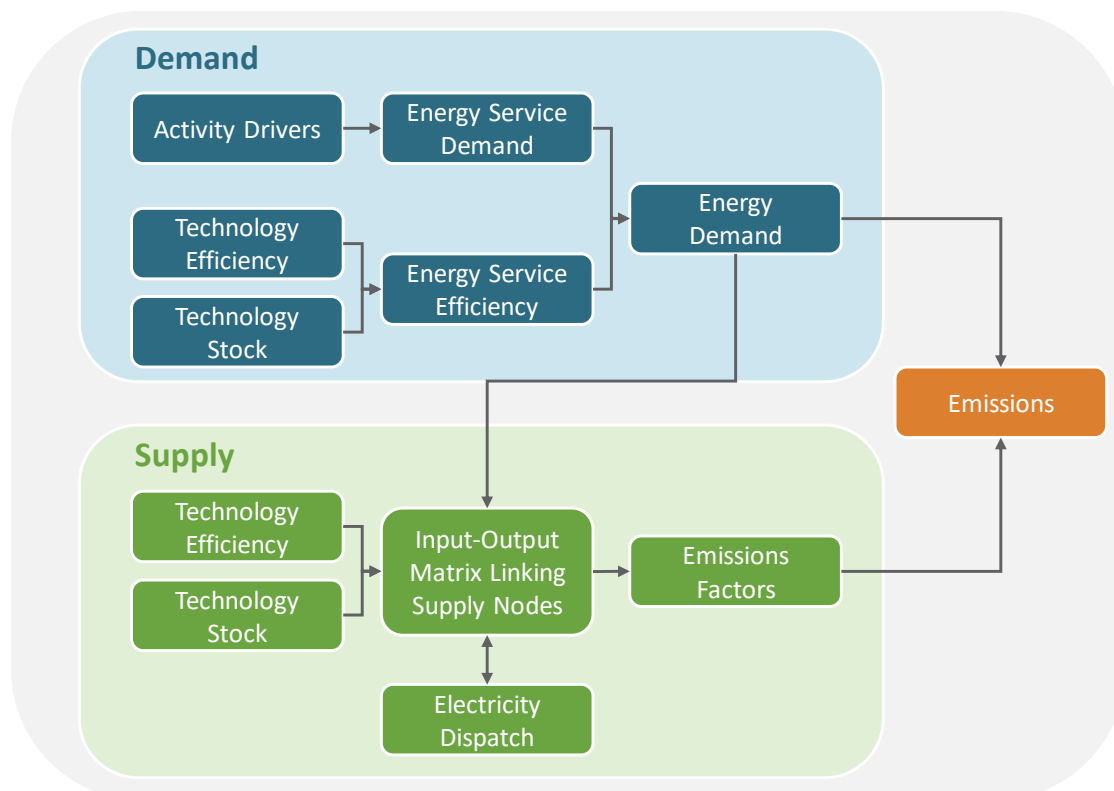 Demand
Activity Drivers
Energy Service
Demand
Technology
Efficiency
Technology
Stock
Energy Service
Efficiency
Energy
Demand
Emissions
Supply
Technology
Efficiency
Technology
Stock
Input-Output
Matrix Linking
Supply Nodes
Emissions
Factors
Electricity
Dispatch